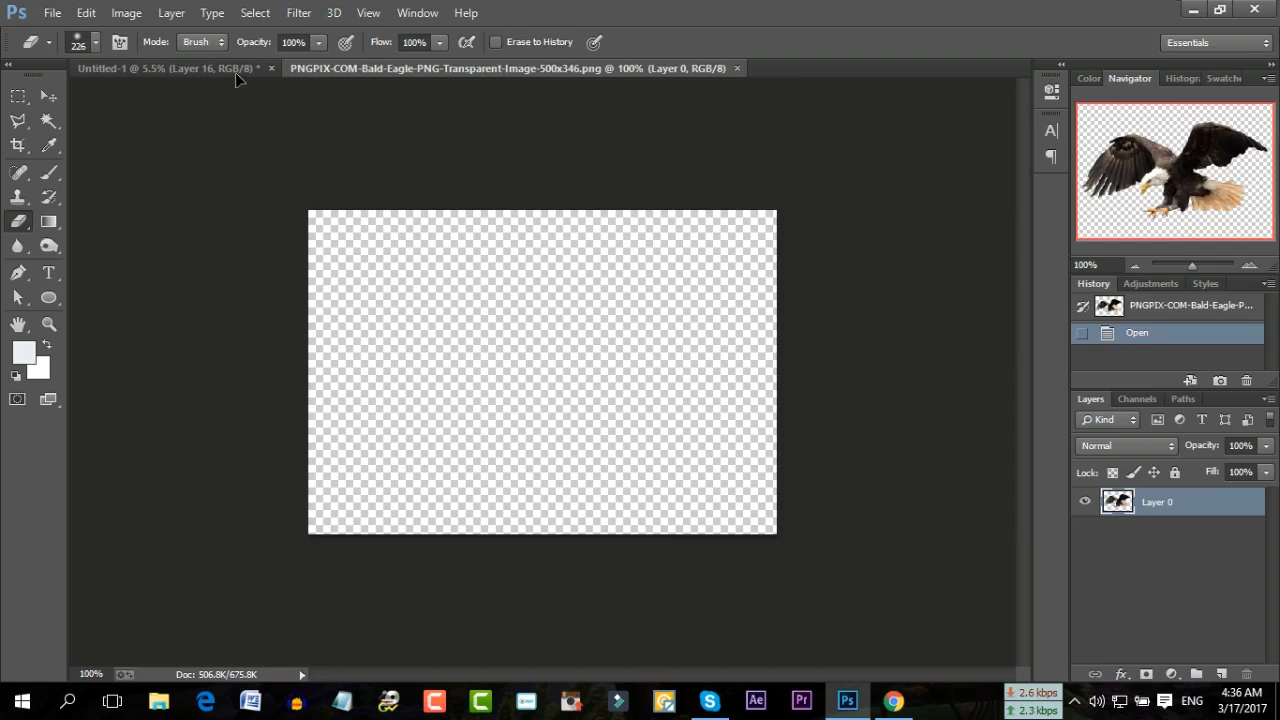 Ps File Edit Image Layer Type Select Filter 3D View Window Help
226 Mode: Brush Opacity: 100% Flow: 100% Erase to History Essentials
Untitled-1 @ 5.5% (Layer 16, RGB/8) * × PNGPIX-COM-Bald-Eagle-PNG-Transparent-Image-500x346.png @ 100% (Layer 0, RGB/8) ×
Color Navigator Histogr Swatche
100%
History Adjustments Styles
PNGPIX-COM-Bald-Eagle-P...
Open
Layers Channels Paths
Kind
Normal Opacity: 100%
Lock: Fill: 100%
Layer 0
100% Doc: 506.8K/675.8K
Ae Pr Ps 2.6 kbps ENG 4:36 AM
2.3 kbps 3/17/2017